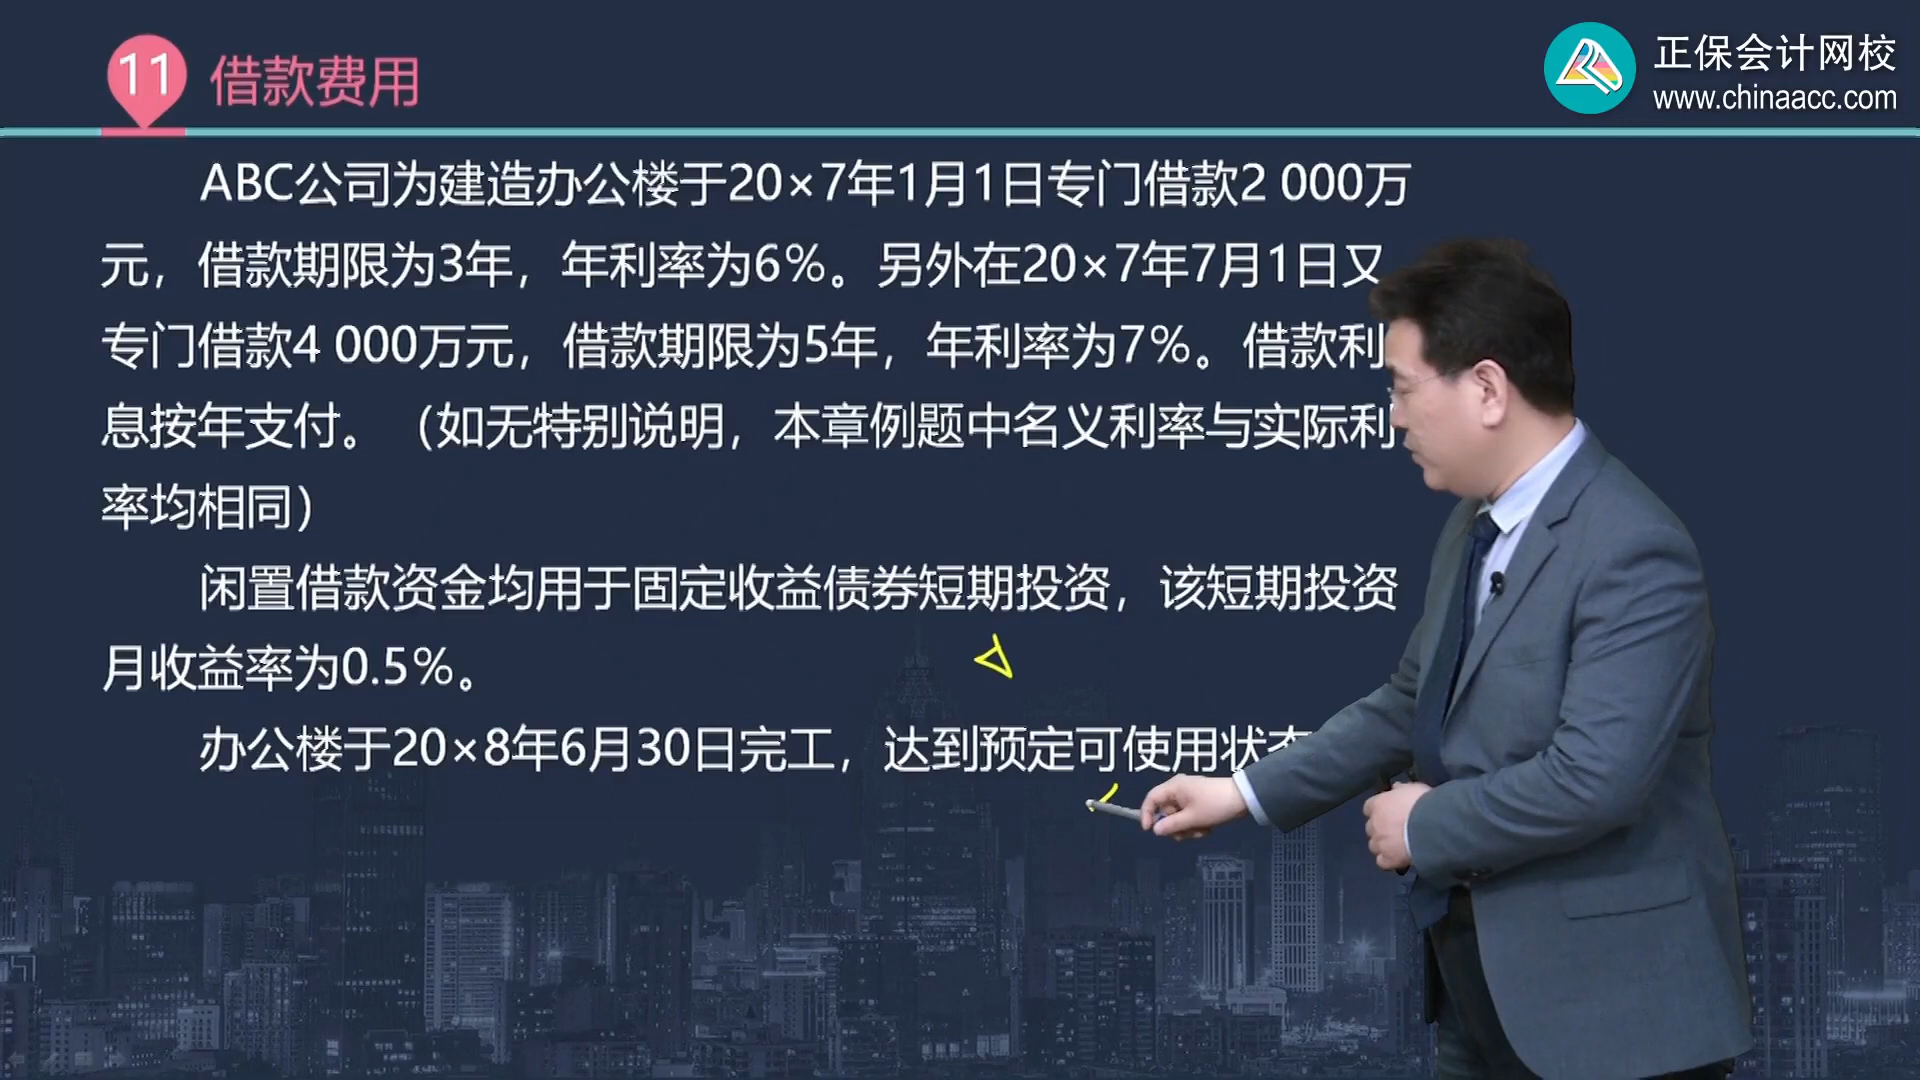 11 借款费用
正保会计网校
www.chinaacc.com
ABC公司为建造办公楼于20×7年1月1日专门借款2 000万
元，借款期限为3年，年利率为6%。另外在20×7年7月1日又
专门借款4 000万元，借款期限为5年，年利率为7%。借款利
息按年支付。（如无特别说明，本章例题中名义利率与实际利
率均相同）
闲置借款资金均用于固定收益债券短期投资，该短期投资
月收益率为0.5%。
办公楼于20×8年6月30日完工，达到预定可使用状态